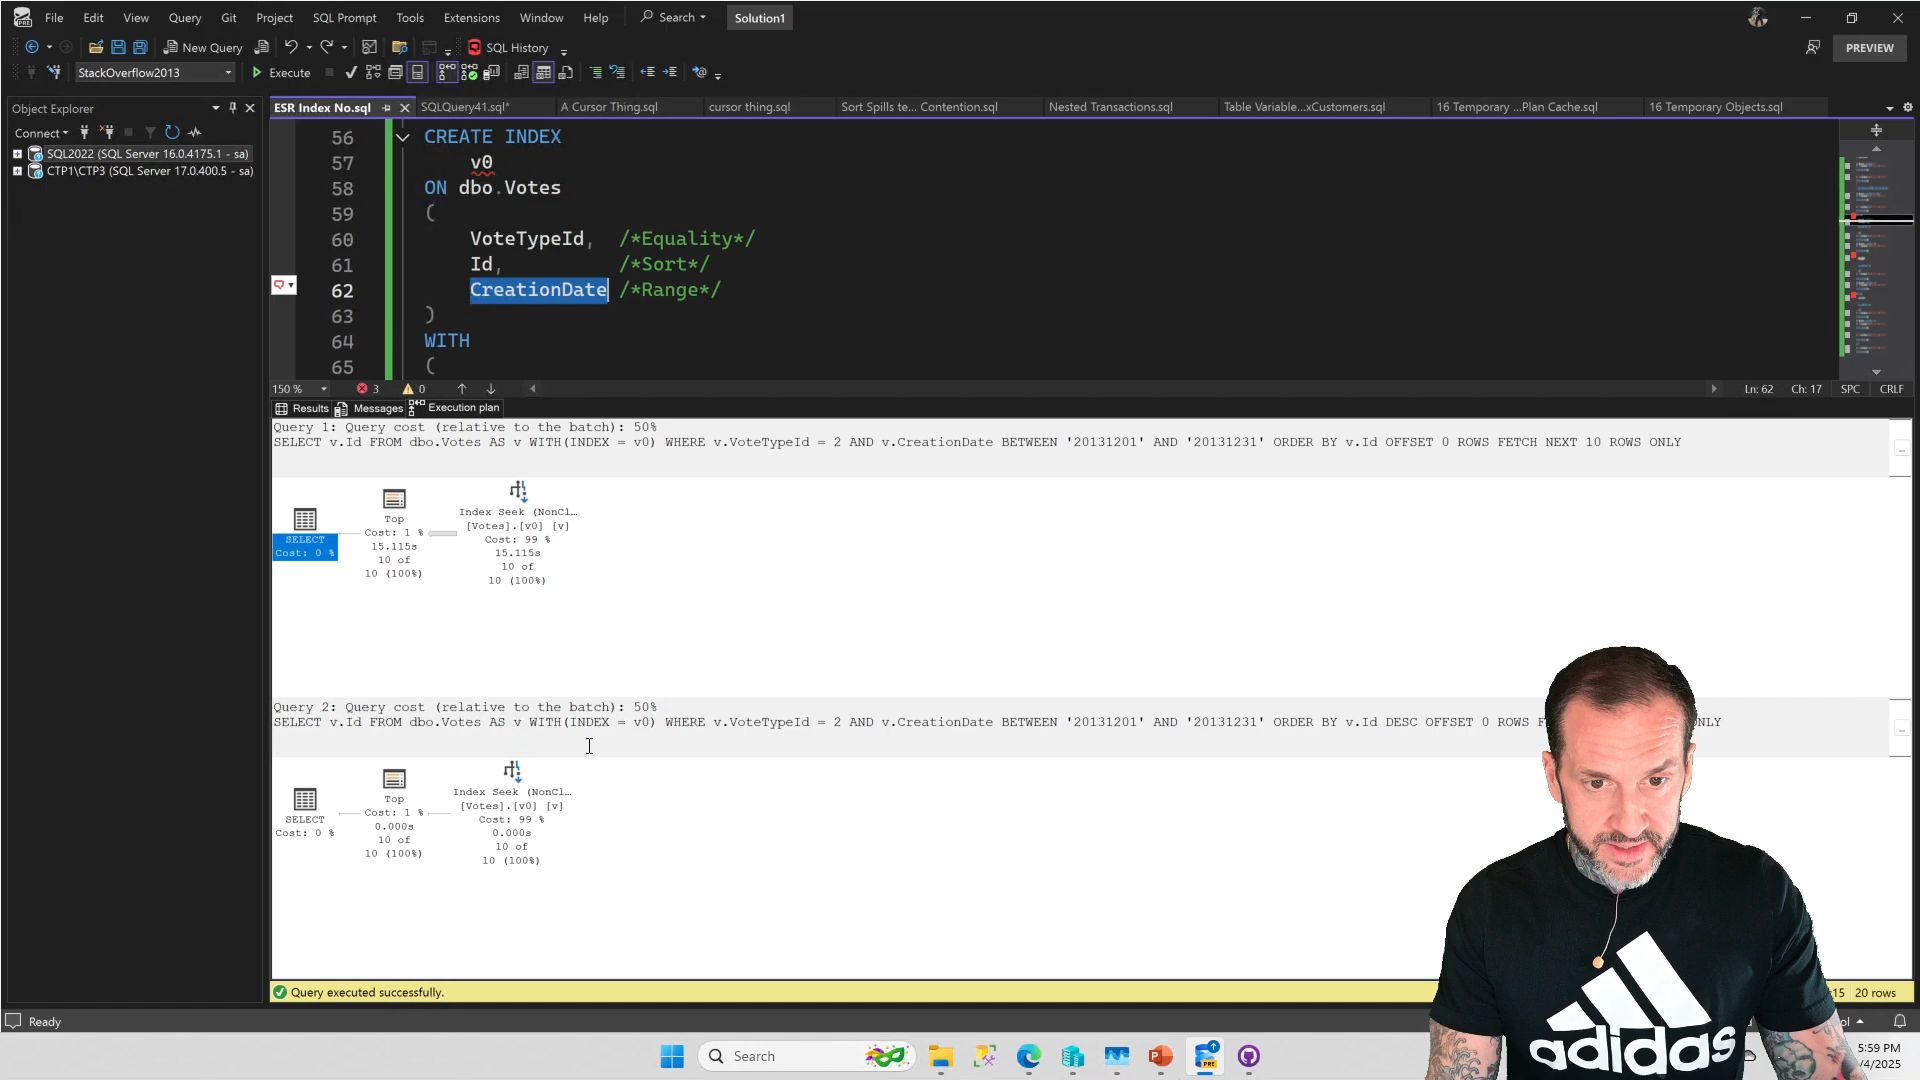 File Edit View Query Git Project SQL Prompt Tools Extensions Window Help Search Solution1
New Query SQL History PREVIEW
StackOverflow2013 Execute
Object Explorer
Connect
SQL2022 (SQL Server 16.0.4175.1 - sa)
CTP1\CTP3 (SQL Server 17.0.400.5 - sa)
ESR Index No.sql SQLQuery41.sql* A Cursor Thing.sql cursor thing.sql Sort Spills te... Contention.sql Nested Transactions.sql Table Variable...xCustomers.sql 16 Temporary ...Plan Cache.sql 16 Temporary Objects.sql
56 CREATE INDEX
57 v0
58 ON dbo.Votes
59 (
60 VoteTypeId, /*Equality*/
61 Id, /*Sort*/
62 CreationDate /*Range*/
63 )
64 WITH
65 (
150 % 3 0 Ln: 62 Ch: 17 SPC CRLF
Results Messages Execution plan
Query 1: Query cost (relative to the batch): 50%
SELECT v.Id FROM dbo.Votes AS v WITH(INDEX = v0) WHERE v.VoteTypeId = 2 AND v.CreationDate BETWEEN '20131201' AND '20131231' ORDER BY v.Id OFFSET 0 ROWS FETCH NEXT 10 ROWS ONLY
SELECT
Cost: 0 %
Top
Cost: 1 %
15.115s
10 of
10 (100%)
Index Seek (NonCl...
[Votes].[v0] [v]
Cost: 99 %
15.115s
10 of
10 (100%)
Query 2: Query cost (relative to the batch): 50%
SELECT v.Id FROM dbo.Votes AS v WITH(INDEX = v0) WHERE v.VoteTypeId = 2 AND v.CreationDate BETWEEN '20131201' AND '20131231' ORDER BY v.Id DESC OFFSET 0 ROWS
SELECT
Cost: 0 %
Top
Cost: 1 %
0.000s
10 of
10 (100%)
Index Seek (NonCl...
[Votes].[v0] [v]
Cost: 99 %
0.000s
10 of
10 (100%)
Query executed successfully. 20 rows
Ready
Search
PRE
5:59 PM
/4/2025
adidas